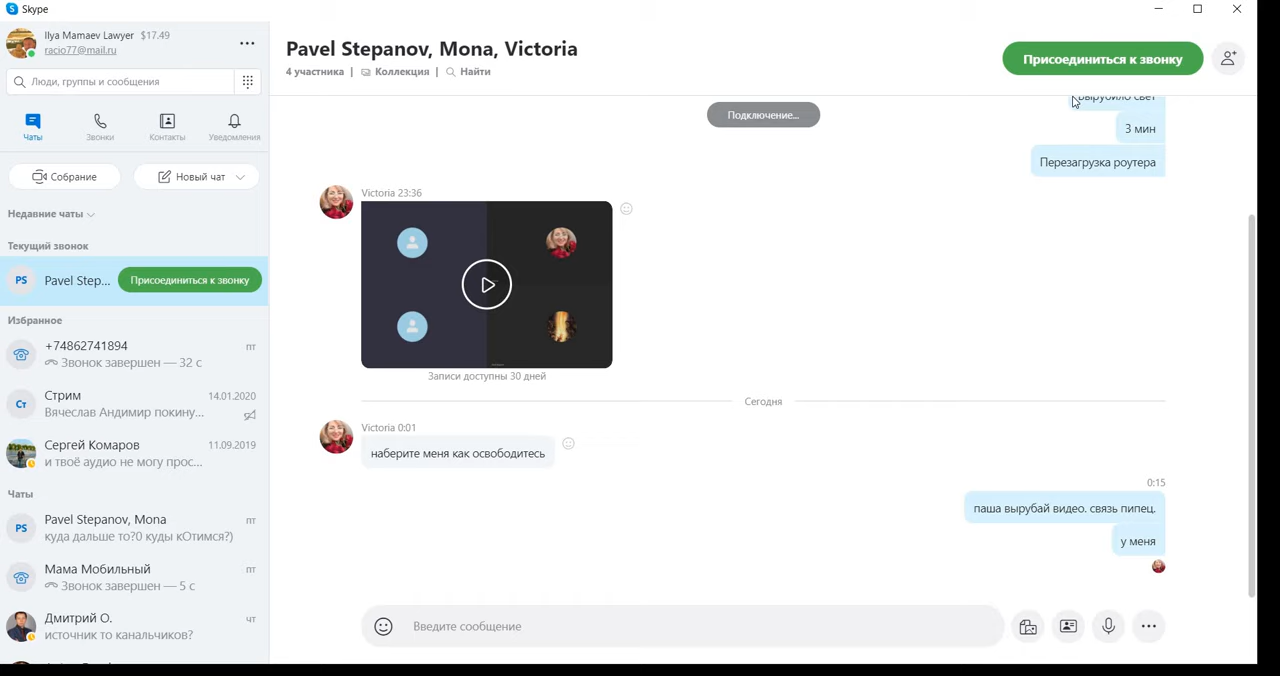 Skype
Ilya Mamaev Lawyer $17.49
racio77@mail.ru
Люди, группы и сообщения
Чаты
Звонки
Контакты
Уведомления
Собрание
Новый чат
Недавние чаты
Текущий звонок
PS
Pavel Step...
Присоединиться к звонку
Избранное
+74862741894
пт
Звонок завершен — 32 с
Ст
Стрим
14.01.2020
Вячеслав Андимир покину...
Сергей Комаров
11.09.2019
и твоё аудио не могу прос...
Чаты
PS
Pavel Stepanov, Mona
пт
куда дальше то?0 куды кОтимся?)
Мама Мобильный
пт
Звонок завершен — 5 с
Дмитрий О.
чт
источник то канальчиков?
Pavel Stepanov, Mona, Victoria
4 участника | Коллекция | Найти
Присоединиться к звонку
Подключение...
вырубило свет
3 мин
Перезагрузка роутера
Victoria 23:36
Записи доступны 30 дней
Сегодня
Victoria 0:01
наберите меня как освободитесь
0:15
паша вырубай видео. связь пипец.
у меня
Введите сообщение